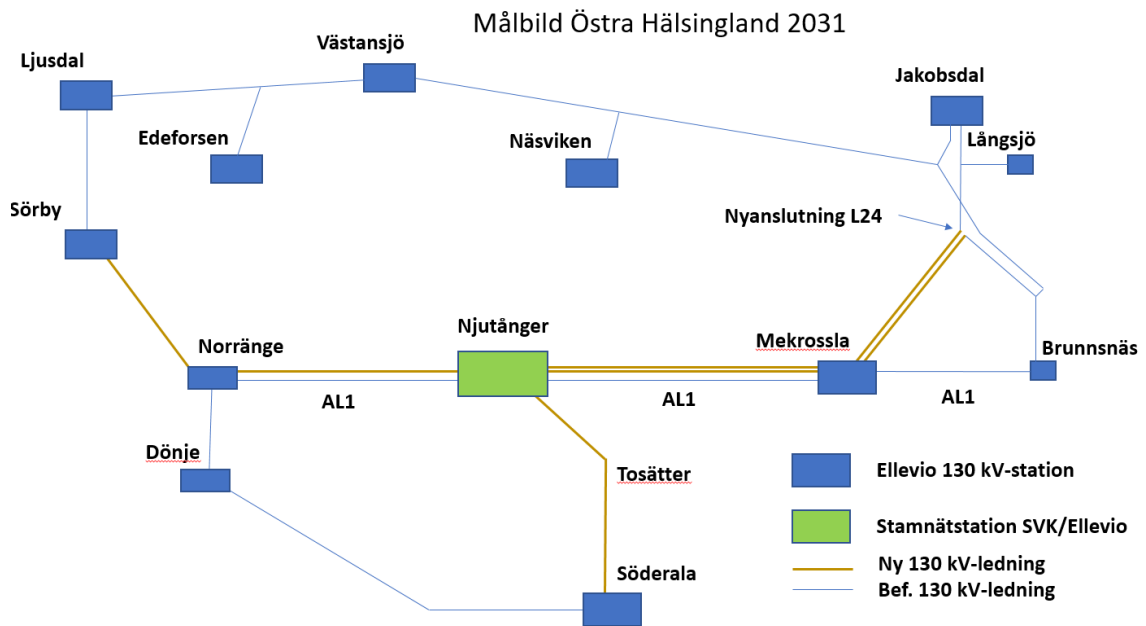 Målbild Östra Hälsingland 2031
Västansjö
Ljusdal
Jakobsdal
Edeforsen
Näsviken
Långsjö
Sörby
Nyanslutning L24
Njutånger
Mekrossla
Norränge
Brunnsnäs
AL1
AL1
AL1
Dönje
Tosätter
Ellevio 130 kV-station
Stamnätstation SVK/Ellevio
Ny 130 kV-ledning
Söderala
Bef. 130 kV-ledning